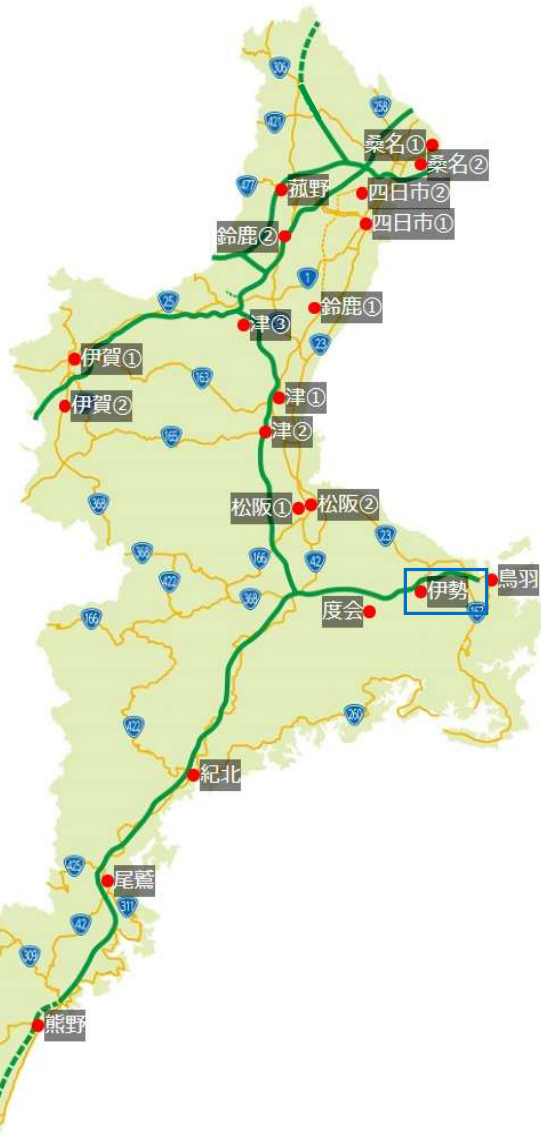 306
258
421
桑名①
桑名②
477
菰野
四日市②
四日市①
鈴鹿②
1
25
鈴鹿①
津③
23
伊賀①
163
津①
伊賀②
165
津②
368
松阪①
松阪②
23
368
166
42
422
368
伊勢
鳥羽
度会
167
166
260
422
紀北
425
尾鷲
311
42
309
熊野